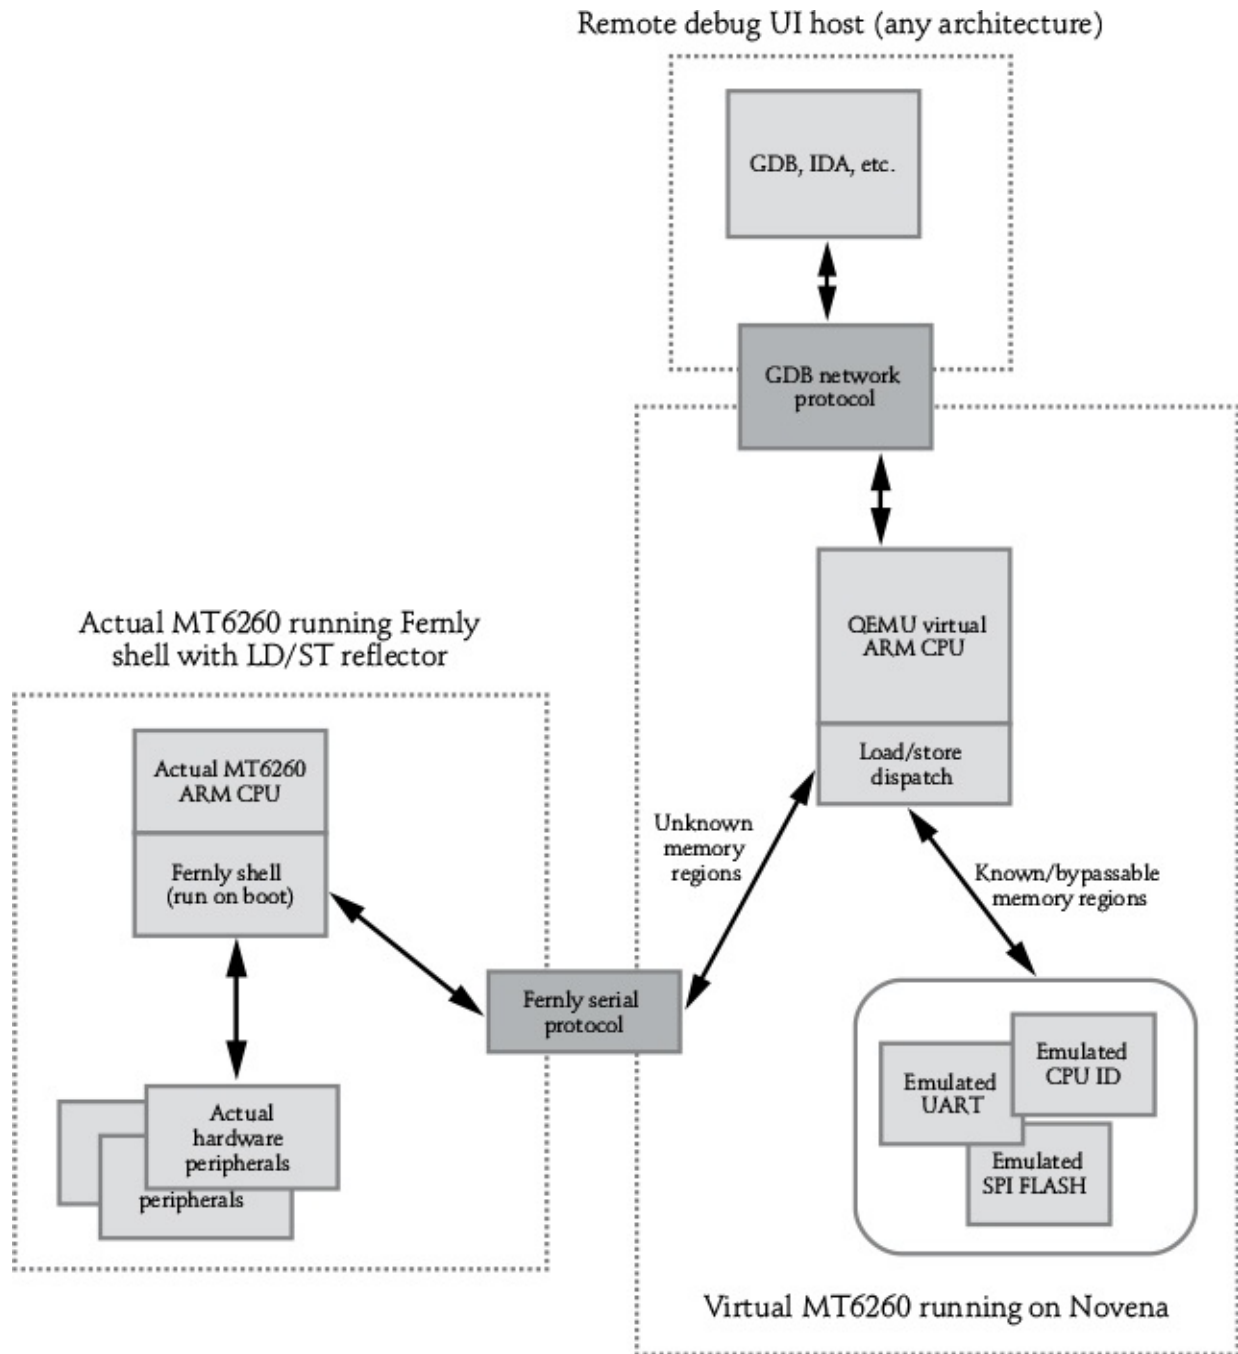 Remote debug UI host (any architecture)
GDB, IDA, etc.
GDB network
protocol
QEMU virtual
ARM CPU
Load/store
dispatch
Unknown
memory
regions
Known/bypassable
memory regions
Actual MT6260 running Fernly
shell with LD/ST reflector
Actual MT6260
ARM CPU
Fernly shell
(run on boot)
Fernly serial
protocol
Actual
hardware
peripherals
peripherals
Emulated
CPU ID
Emulated
UART
Emulated
SPI FLASH
Virtual MT6260 running on Novena